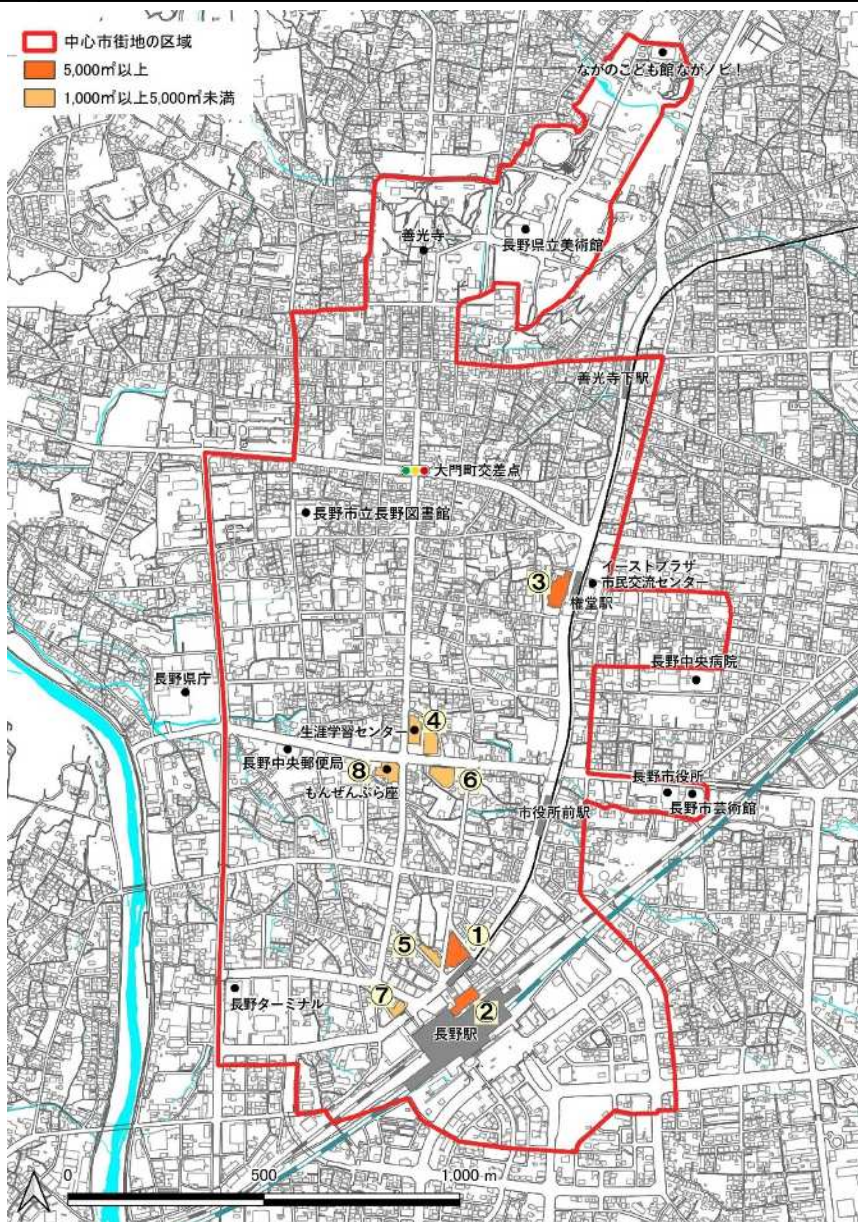 中心市街地の区域
5,000㎡以上
1,000㎡以上5,000㎡未満
ながのこども館 ながノビ！
善光寺
長野県立美術館
善光寺下駅
大門町交差点
長野市立長野図書館
イーストプラザ
市民交流センター
③
権堂駅
長野中央病院
長野県庁
生涯学習センター
④
長野中央郵便局
⑧
もんぜんぷら座
⑥
長野市役所
長野市芸術館
市役所前駅
①
⑤
長野ターミナル
⑦
②
長野駅
0
500
1,000 m